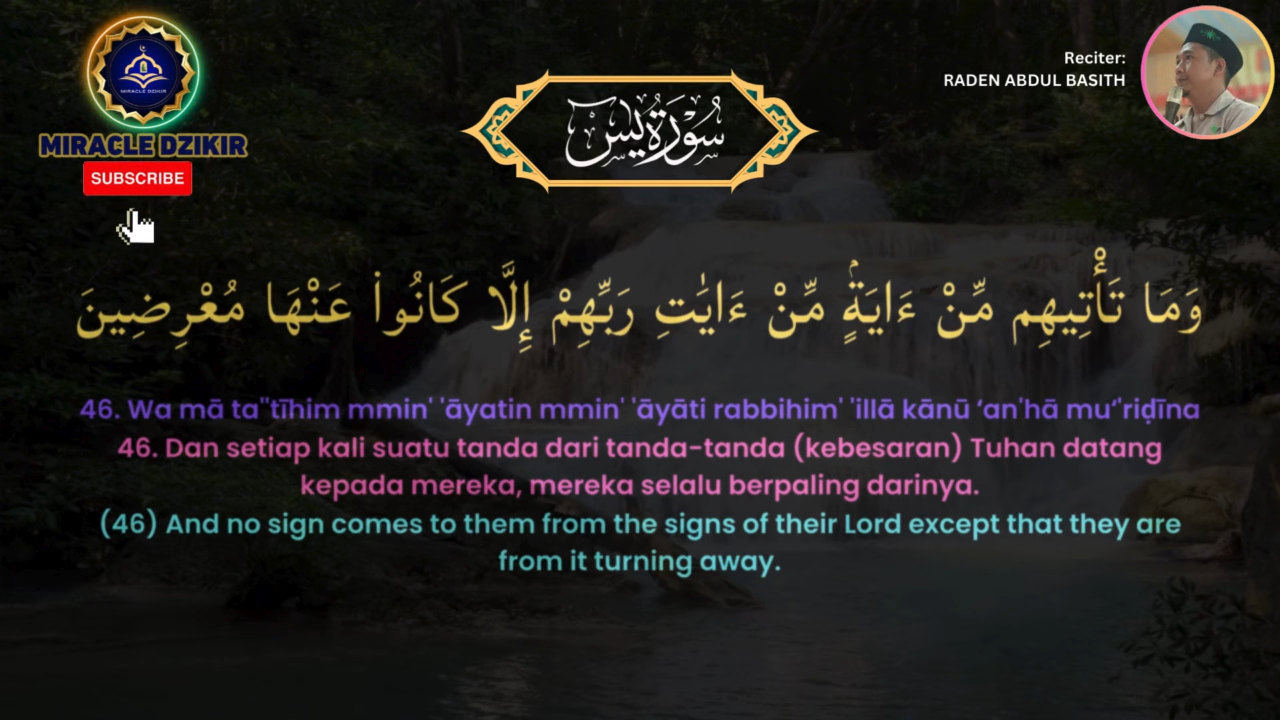 MIRACLE DZIKIR
MIRACLE DZIKIR
SUBSCRIBE
سُوْرَةُ يٰسٓ
Reciter:
RADEN ABDUL BASITH
وَمَا تَأْتِيهِم مِّنْ ءَايَةٍۢ مِّنْ ءَايَٰتِ رَبِّهِمْ إِلَّا كَانُوا۟ عَنْهَا مُعْرِضِينَ
46. Wa mā ta"tīhim mmin' 'āyatin mmin' 'āyāti rabbihim' 'illā kānū ‘an'hā mu‘'riḍīna
46. Dan setiap kali suatu tanda dari tanda-tanda (kebesaran) Tuhan datang
kepada mereka, mereka selalu berpaling darinya.
(46) And no sign comes to them from the signs of their Lord except that they are
from it turning away.